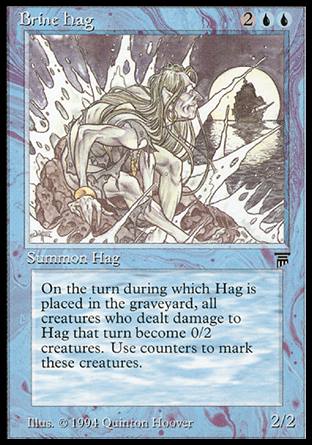 Brine Hag 2
Summon Hag
On the turn during which Hag is
placed in the graveyard, all
creatures who dealt damage to
Hag that turn become 0/2
creatures. Use counters to mark
these creatures.
Illus. © 1994 Quinton Hoover 2/2